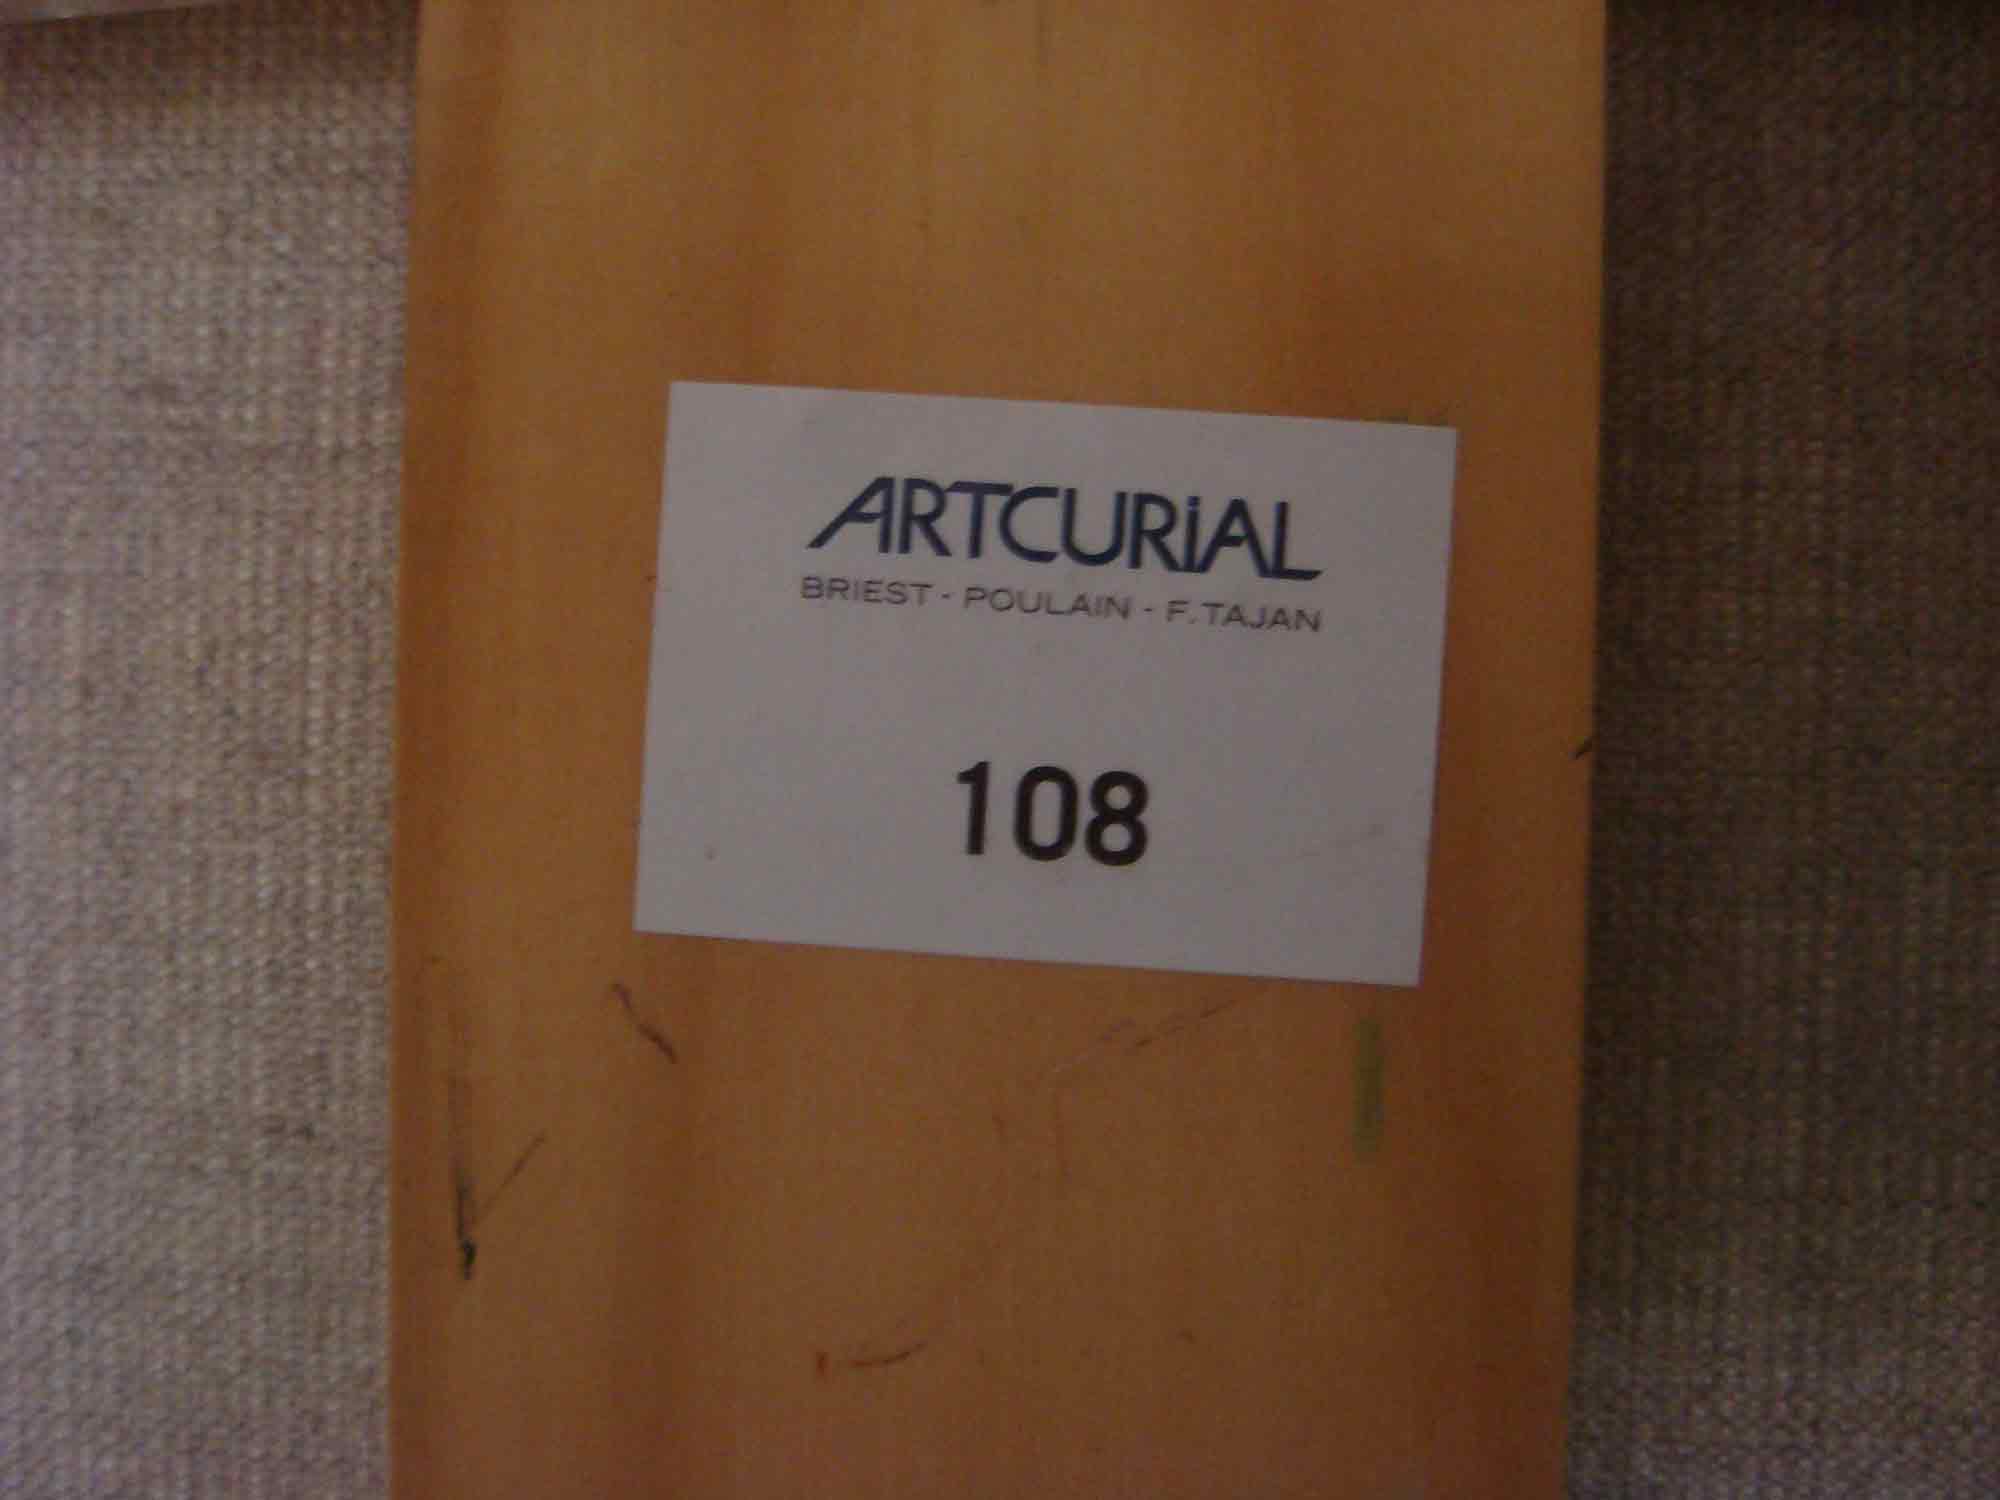 ARTCURiAL
BRIEST - POULAIN - F. TAJAN
108